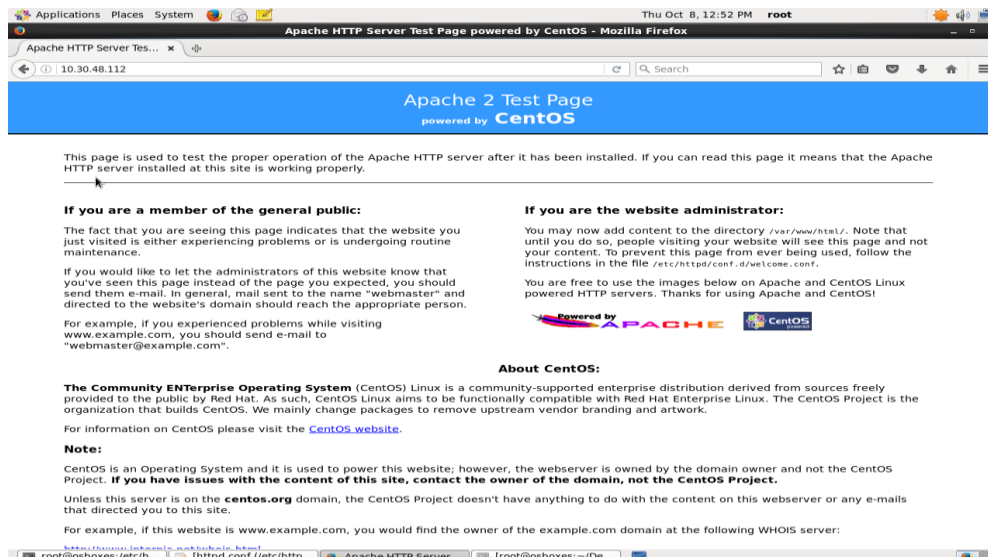 Applications Places System
Thu Oct 8, 12:52 PM root
Apache HTTP Server Test Page powered by CentOS - Mozilla Firefox
Apache HTTP Server Tes...
10.30.48.112
Search
Apache 2 Test Page
powered by CentOS
This page is used to test the proper operation of the Apache HTTP server after it has been installed. If you can read this page it means that the Apache
HTTP server installed at this site is working properly.
If you are a member of the general public:
The fact that you are seeing this page indicates that the website you
just visited is either experiencing problems or is undergoing routine
maintenance.
If you would like to let the administrators of this website know that
you've seen this page instead of the page you expected, you should
send them e-mail. In general, mail sent to the name "webmaster" and
directed to the website's domain should reach the appropriate person.
For example, if you experienced problems while visiting
www.example.com, you should send e-mail to
"webmaster@example.com".
If you are the website administrator:
You may now add content to the directory /var/www/html/. Note that
until you do so, people visiting your website will see this page and not
your content. To prevent this page from ever being used, follow the
instructions in the file /etc/httpd/conf.d/welcome.conf.
You are free to use the images below on Apache and CentOS Linux
powered HTTP servers. Thanks for using Apache and CentOS!
Powered by
APACHE
CentOS
powered
About CentOS:
The Community ENTerprise Operating System (CentOS) Linux is a community-supported enterprise distribution derived from sources freely
provided to the public by Red Hat. As such, CentOS Linux aims to be functionally compatible with Red Hat Enterprise Linux. The CentOS Project is the
organization that builds CentOS. We mainly change packages to remove upstream vendor branding and artwork.
For information on CentOS please visit the CentOS website.
Note:
CentOS is an Operating System and it is used to power this website; however, the webserver is owned by the domain owner and not the CentOS
Project. If you have issues with the content of this site, contact the owner of the domain, not the CentOS Project.
Unless this server is on the centos.org domain, the CentOS Project doesn't have anything to do with the content on this webserver or any e-mails
that directed you to this site.
For example, if this website is www.example.com, you would find the owner of the example.com domain at the following WHOIS server:
http://www.internic.net/whois.html
root@osboxes:/etc/h... [httpd.conf (/etc/http... Apache HTTP Server ... [root@osboxes:~/De...